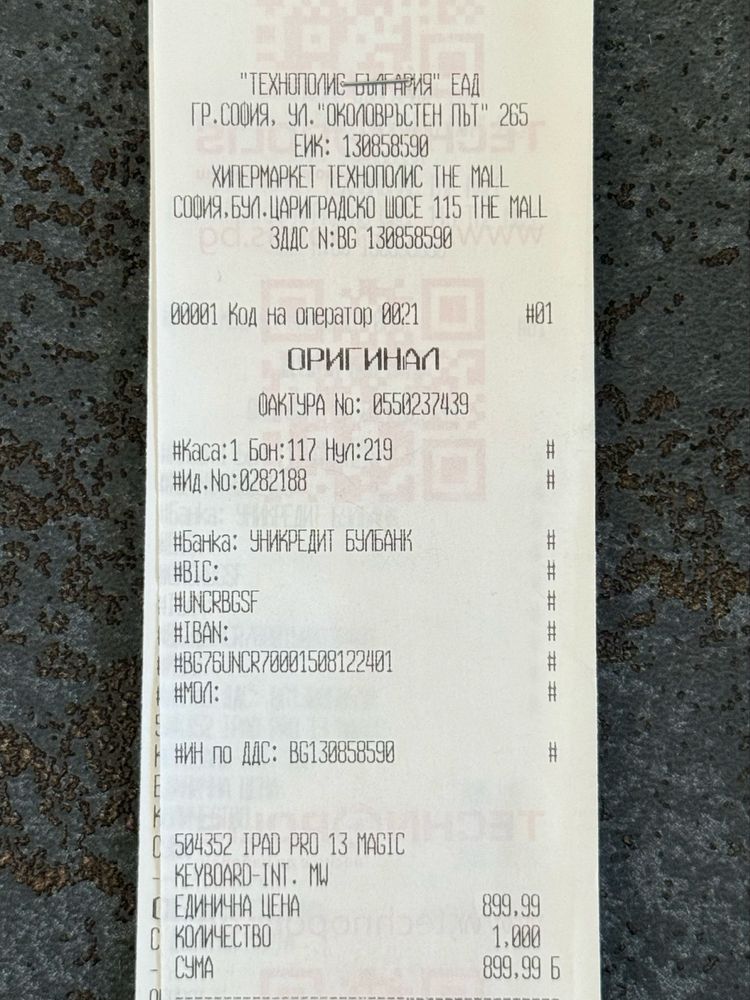 "ТЕХНОПОЛИС БЪЛГАРИЯ" ЕАД
ГР.СОФИЯ, УЛ."ОКОЛОВРЪСТЕН ПЪТ" 265
ЕИК: 130858590
ХИПЕРМАРКЕТ ТЕХНОПОЛИС THE MALL
СОФИЯ,БУЛ.ЦАРИГРАДСКО ШОСЕ 115 THE MALL
ЗДДС N:BG 130858590
00001 Код на оператор 0021 #01
ОРИГИНАЛ
ФАКТУРА No: 0550237439
#Каса:1 Бон:117 Нул:219 #
#Ид.No:0282188 #
#Банка: УНИКРЕДИТ БУЛБАНК #
#BIC: #
#UNCRBGSF #
#IBAN: #
#BG76UNCR70001508122401 #
#МОЛ: #
#ИН по ДДС: BG130858590 #
504352 IPAD PRO 13 MAGIC
KEYBOARD-INT. MW
ЕДИНИЧНА ЦЕНА 899.99
КОЛИЧЕСТВО 1.000
СУМА 899.99 Б